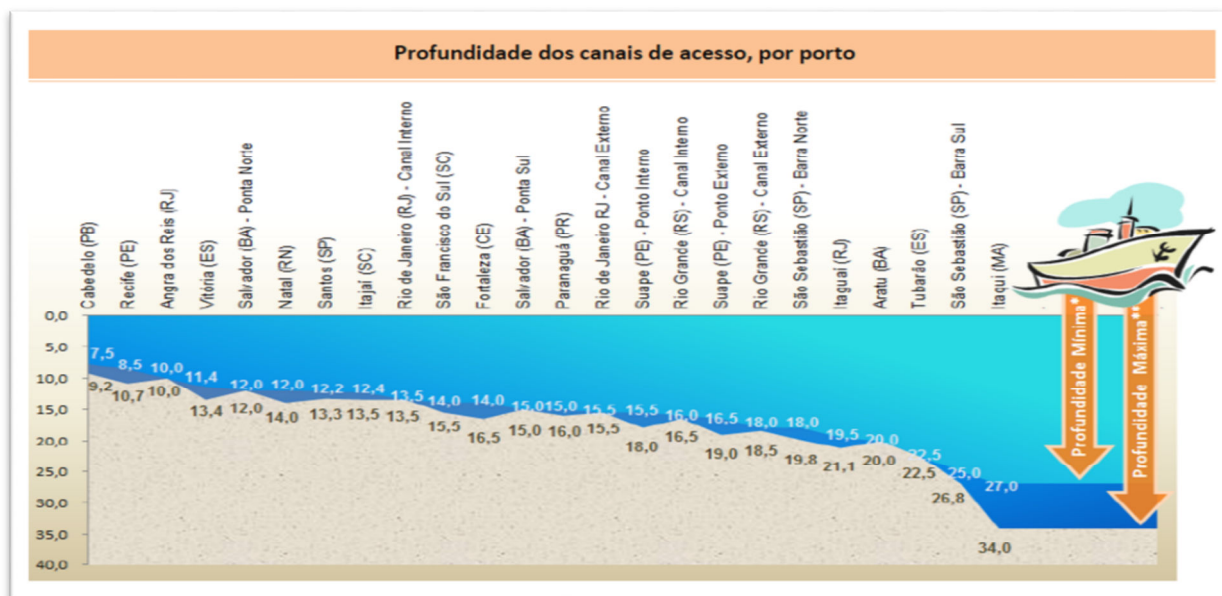 Profundidade dos canais de acesso, por porto
Cabedelo (PB)
Recife (PE)
Angra dos Reis (RJ)
Vitória (ES)
Salvador (BA) - Ponta Norte
Natal (RN)
Santos (SP)
Itajaí (SC)
Rio de Janeiro (RJ) - Canal Interno
São Francisco do Sul (SC)
Fortaleza (CE)
Salvador (BA) - Ponta Sul
Paranaguá (PR)
Rio de Janeiro RJ - Canal Externo
Suape (PE) - Ponto Interno
Rio Grande (RS) - Canal Interno
Suape (PE) - Ponto Externo
Rio Grande (RS) - Canal Externo
São Sebastião (SP) - Barra Norte
Itaguaí (RJ)
Aratu (BA)
Tubarão (ES)
São Sebastião (SP) - Barra Sul
Itaqui (MA)
0,0
5,0
10,0
15,0
20,0
25,0
30,0
35,0
40,0
7,5 8,5 10,0 11,4 12,0 12,0 12,2 12,4 13,5 14,0 14,0 15,0 15,0 15,5 15,5 16,0 16,5 18,0 18,0 19,5 20,0 22,5 25,0 27,0
9,2 10,7 10,0 13,4 12,0 14,0 13,3 13,5 13,5 15,5 16,5 15,0 16,0 15,5 18,0 16,5 19,0 18,5 19,8 21,1 20,0 22,5 26,8 34,0
Profundidade Mínima*
Profundidade Máxima**